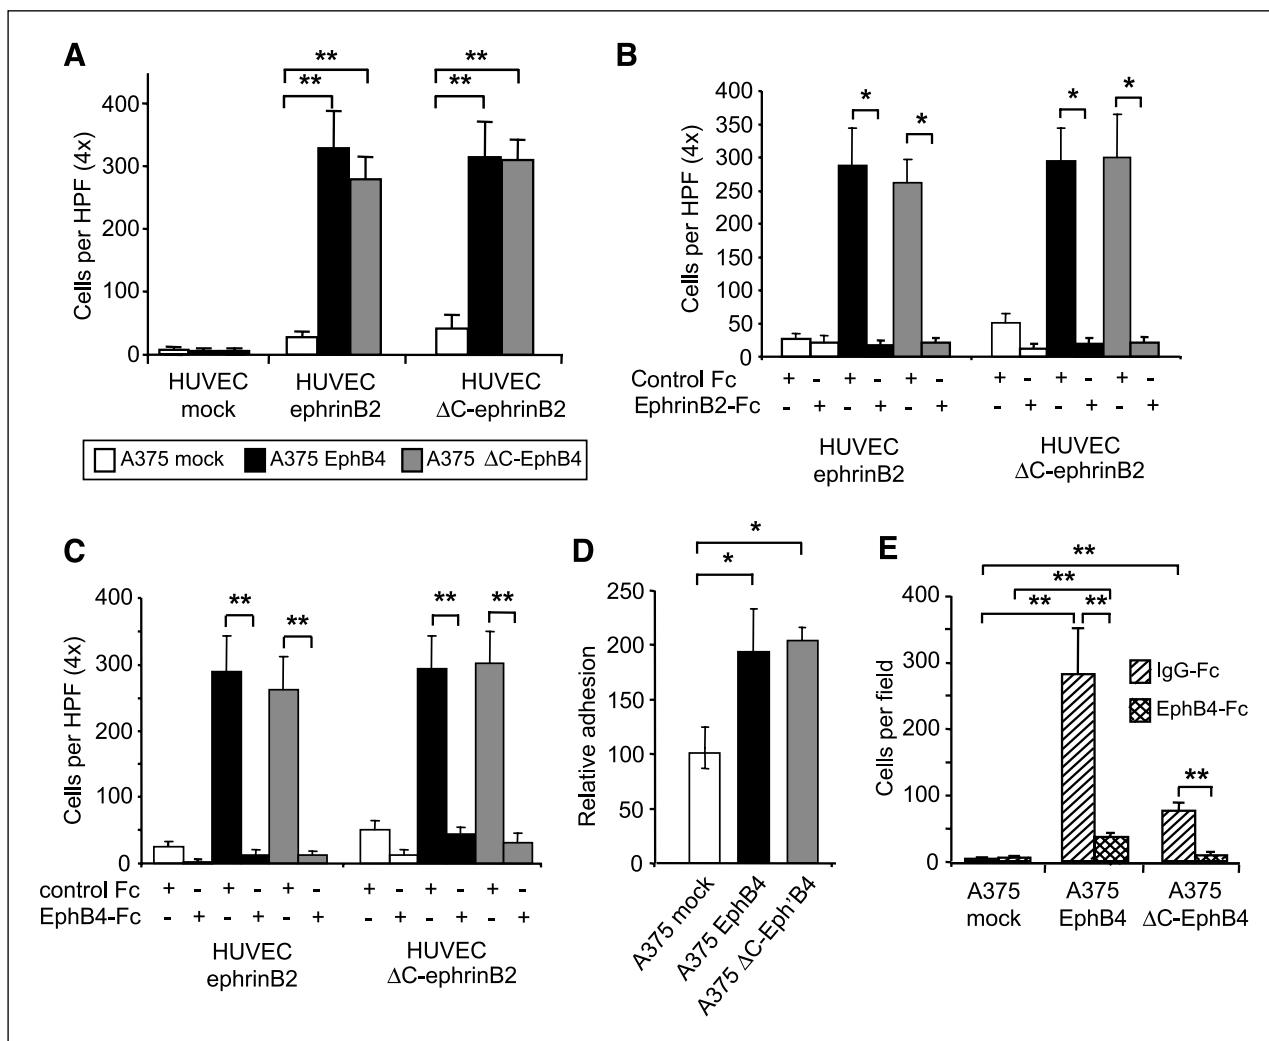 A
** **
** **
400
300
200
100
0
Cells per HPF (4x)
HUVEC mock
HUVEC ephrinB2
HUVEC ΔC-ephrinB2
A375 mock A375 EphB4 A375 ΔC-EphB4
B
* * * *
400
350
300
250
200
150
100
50
0
Cells per HPF (4x)
Control Fc + - + - + - + - + - + -
EphrinB2-Fc - + - + - + - + - + - +
HUVEC ephrinB2
HUVEC ΔC-ephrinB2
C
** ** ** **
400
300
200
100
0
Cells per HPF (4x)
control Fc + - + - + - + - + - + -
EphB4-Fc - + - + - + - + - + - +
HUVEC ephrinB2
HUVEC ΔC-ephrinB2
D
*
*
250
200
150
100
50
0
Relative adhesion
A375 mock
A375 EphB4
A375 ΔC-Eph'B4
E
**
**
** **
**
400
300
200
100
0
Cells per field
IgG-Fc
EphB4-Fc
A375 mock
A375 EphB4
A375 ΔC-EphB4